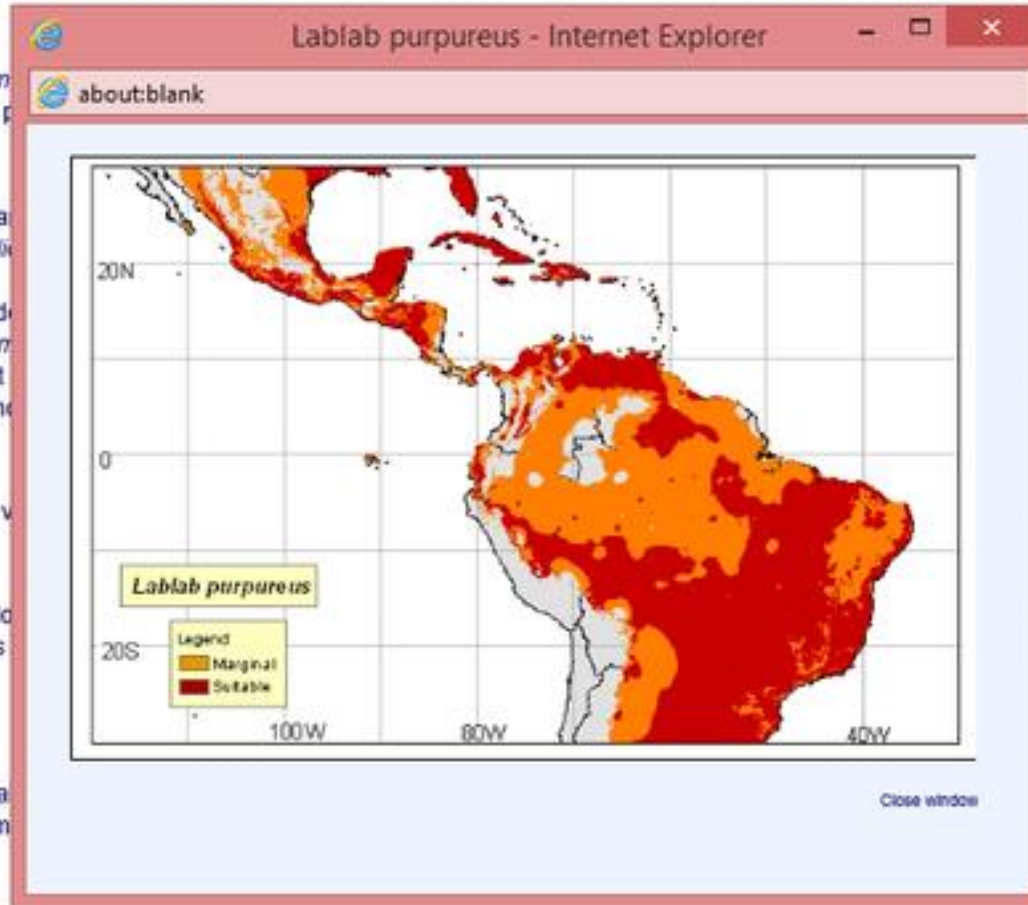 Lablab purpureus - Internet Explorer
about:blank
20N
0
Lablab purpureus
Legend
Marginal
Suitable
20S
100W
80W
40W
Close window